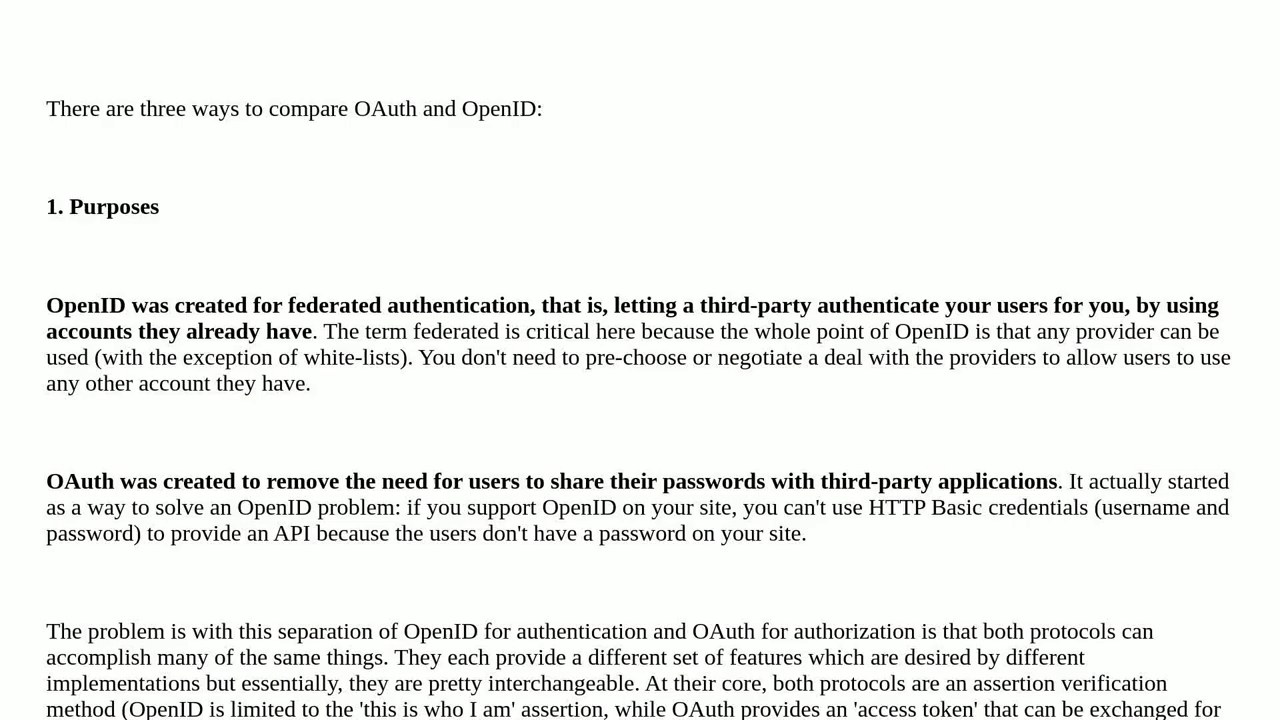 There are three ways to compare OAuth and OpenID:
1. Purposes
OpenID was created for federated authentication, that is, letting a third-party authenticate your users for you, by using
accounts they already have. The term federated is critical here because the whole point of OpenID is that any provider can be
used (with the exception of white-lists). You don't need to pre-choose or negotiate a deal with the providers to allow users to use
any other account they have.
OAuth was created to remove the need for users to share their passwords with third-party applications. It actually started
as a way to solve an OpenID problem: if you support OpenID on your site, you can't use HTTP Basic credentials (username and
password) to provide an API because the users don't have a password on your site.
The problem is with this separation of OpenID for authentication and OAuth for authorization is that both protocols can
accomplish many of the same things. They each provide a different set of features which are desired by different
implementations but essentially, they are pretty interchangeable. At their core, both protocols are an assertion verification
method (OpenID is limited to the 'this is who I am' assertion, while OAuth provides an 'access token' that can be exchanged for